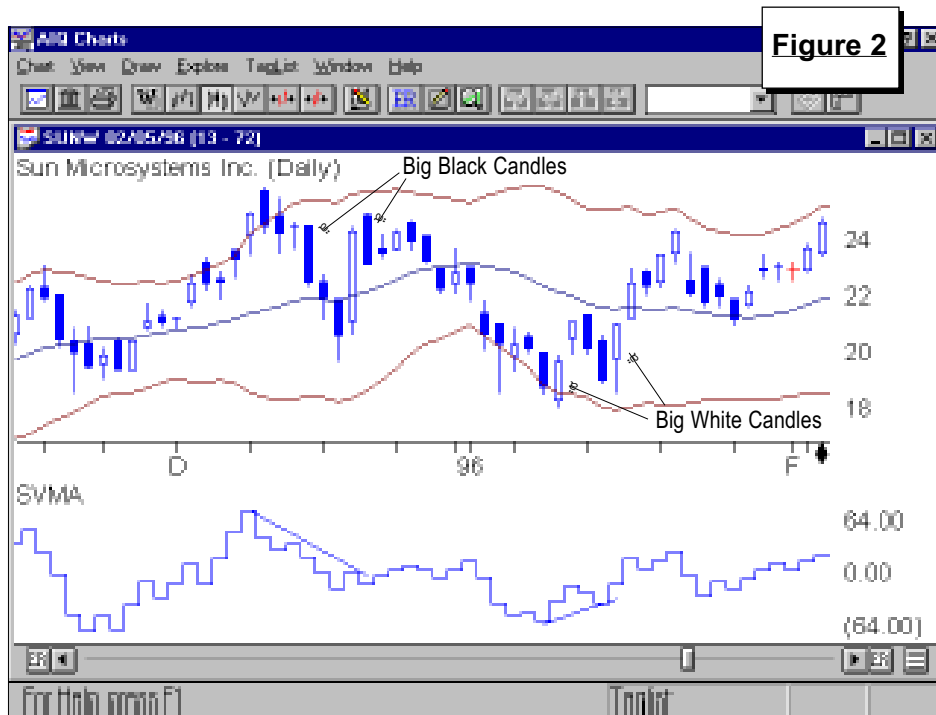 Figure 2
AIQ Charts
Chart View Draw Explore TagList Window Help
ER
SUNW 02/05/96 (13 - 72)
Sun Microsystems Inc. (Daily)
Big Black Candles
24
22
20
18
Big White Candles
D
96
F
SVMA
64.00
0.00
(64.00)
ER
ER
For Help, press F1
Taglist